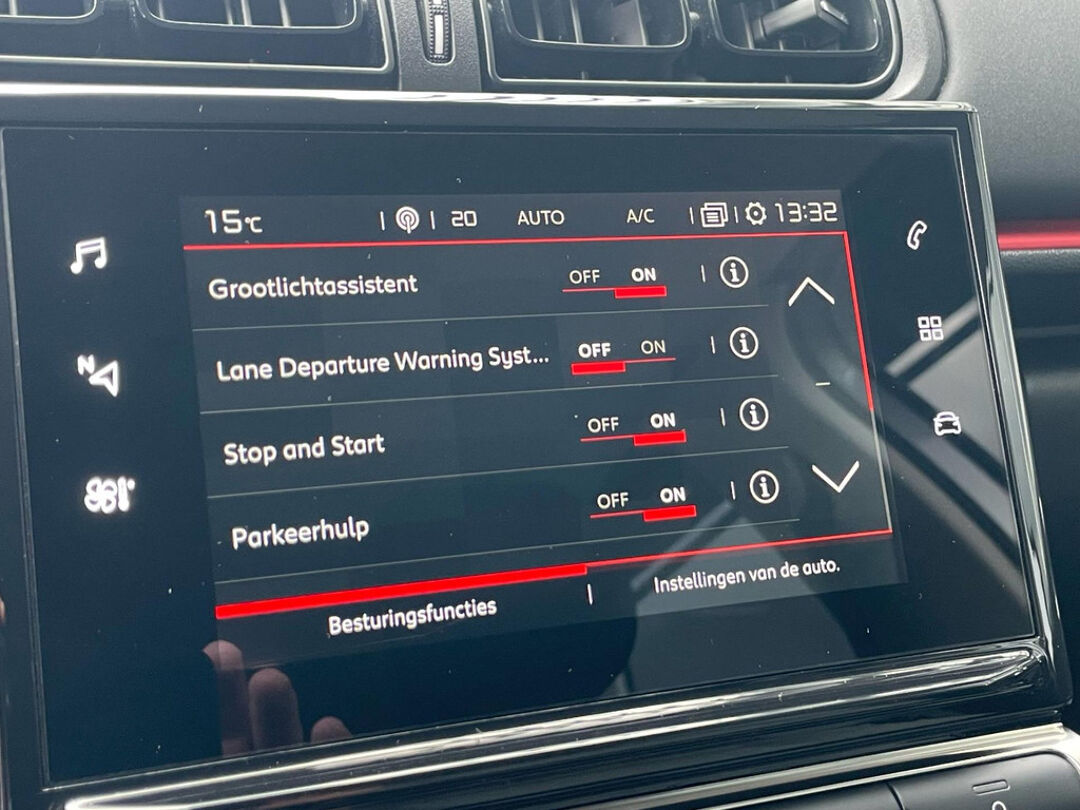 15°C 20 AUTO A/C 13:32
Grootlichtassistent OFF ON
Lane Departure Warning Syst... OFF ON
Stop and Start OFF ON
Parkeerhulp OFF ON
Besturingsfuncties Instellingen van de auto.
N